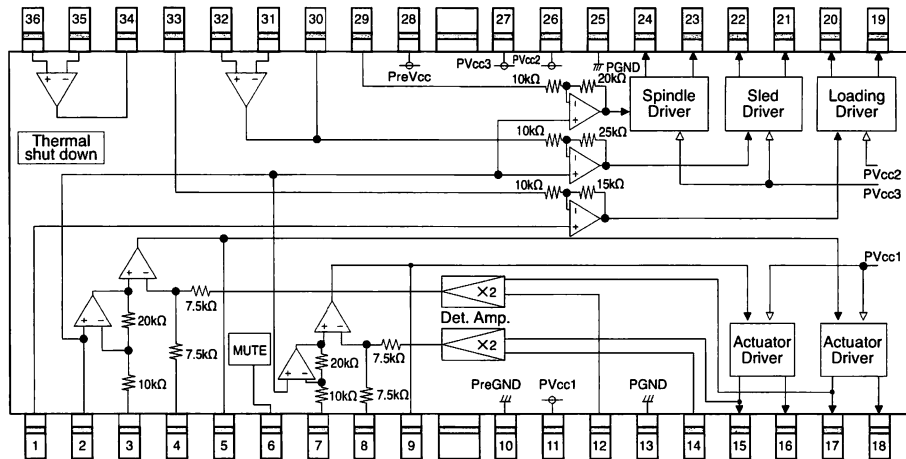 36 35 34 33 32 31 30 29 28 27 26 25 24 23 22 21 20 19
PreVcc
PVcc3
PVcc2
PGND
10kΩ
20kΩ
Spindle
Driver
Sled
Driver
Loading
Driver
Thermal
shut down
10kΩ
25kΩ
10kΩ
15kΩ
PVcc2
PVcc3
PVcc1
7.5kΩ
20kΩ
10kΩ
7.5kΩ
MUTE
×2
Det. Amp.
×2
20kΩ
10kΩ
7.5kΩ
7.5kΩ
Actuator
Driver
Actuator
Driver
PreGND
PVcc1
PGND
1 2 3 4 5 6 7 8 9 10 11 12 13 14 15 16 17 18